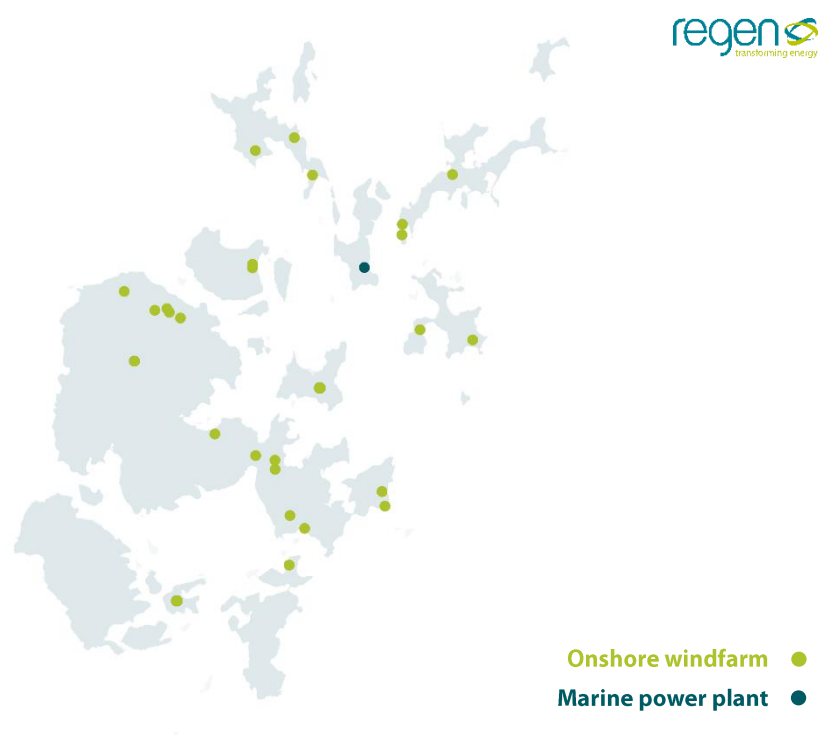 regen
transforming energy
Onshore windfarm
Marine power plant